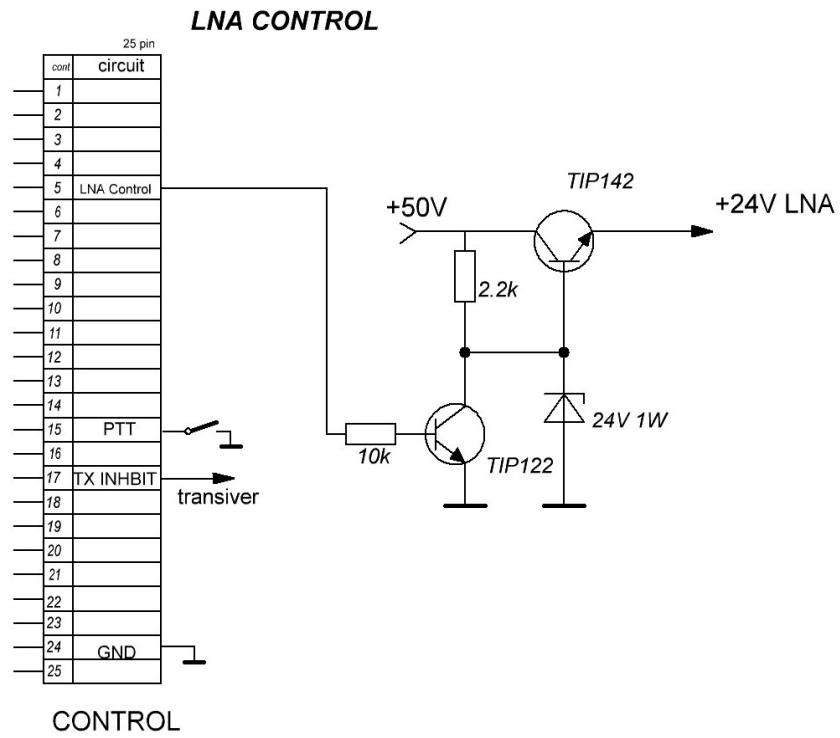 LNA CONTROL
25 pin
cont circuit
1
2
3
4
5 LNA Control
6
7
8
9
10
11
12
13
14
15 PTT
16
17 TX INHBIT
transiver
18
19
20
21
22
23
24 GND
25
CONTROL
+50V
TIP142
+24V LNA
2.2k
10k
TIP122
24V 1W